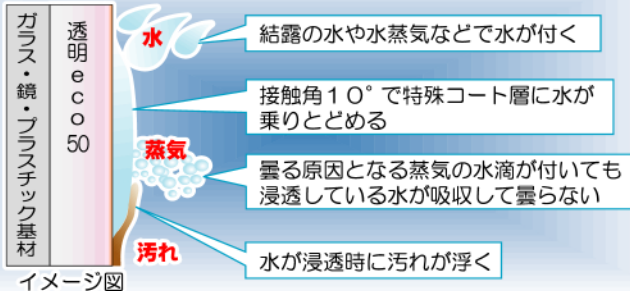 ガラス・鏡・プラスチック基材
透明eco50
水
結露の水や水蒸気などで水が付く
接触角10°で特殊コート層に水が
乗りとどめる
蒸気
曇る原因となる蒸気の水滴が付いても
浸透している水が吸収して曇らない
汚れ
水が浸透時に汚れが浮く
イメージ図